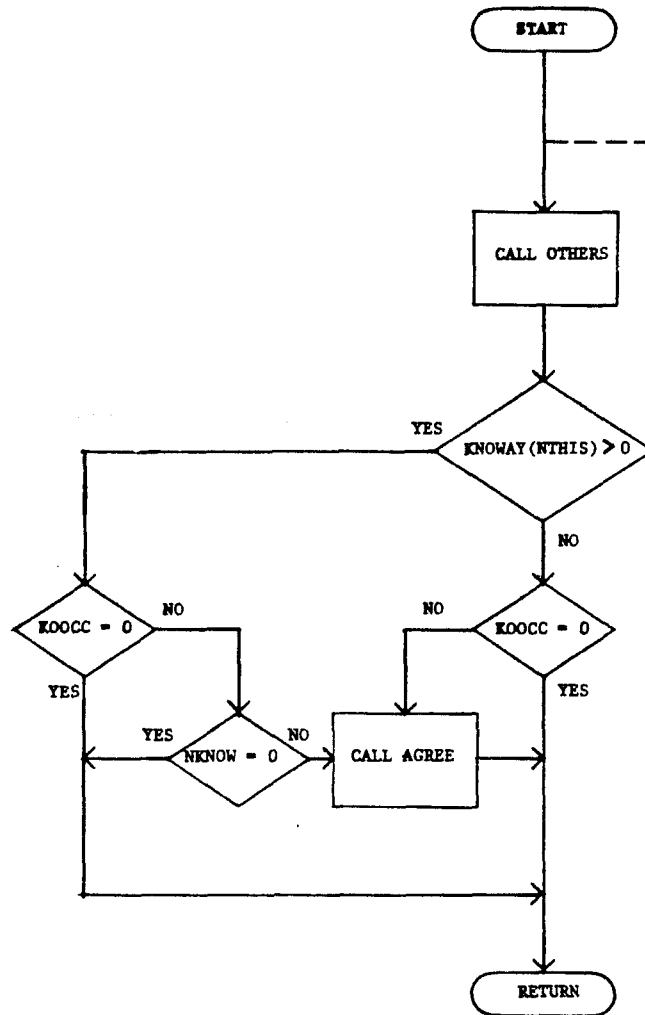 START
CALL OTHERS
YES
KNOWAY(NTHIS) > 0
NO
KOOCC = 0
NO
NO
KOOCC = 0
YES
YES
YES
NKNOW = 0
NO
CALL AGREE
RETURN